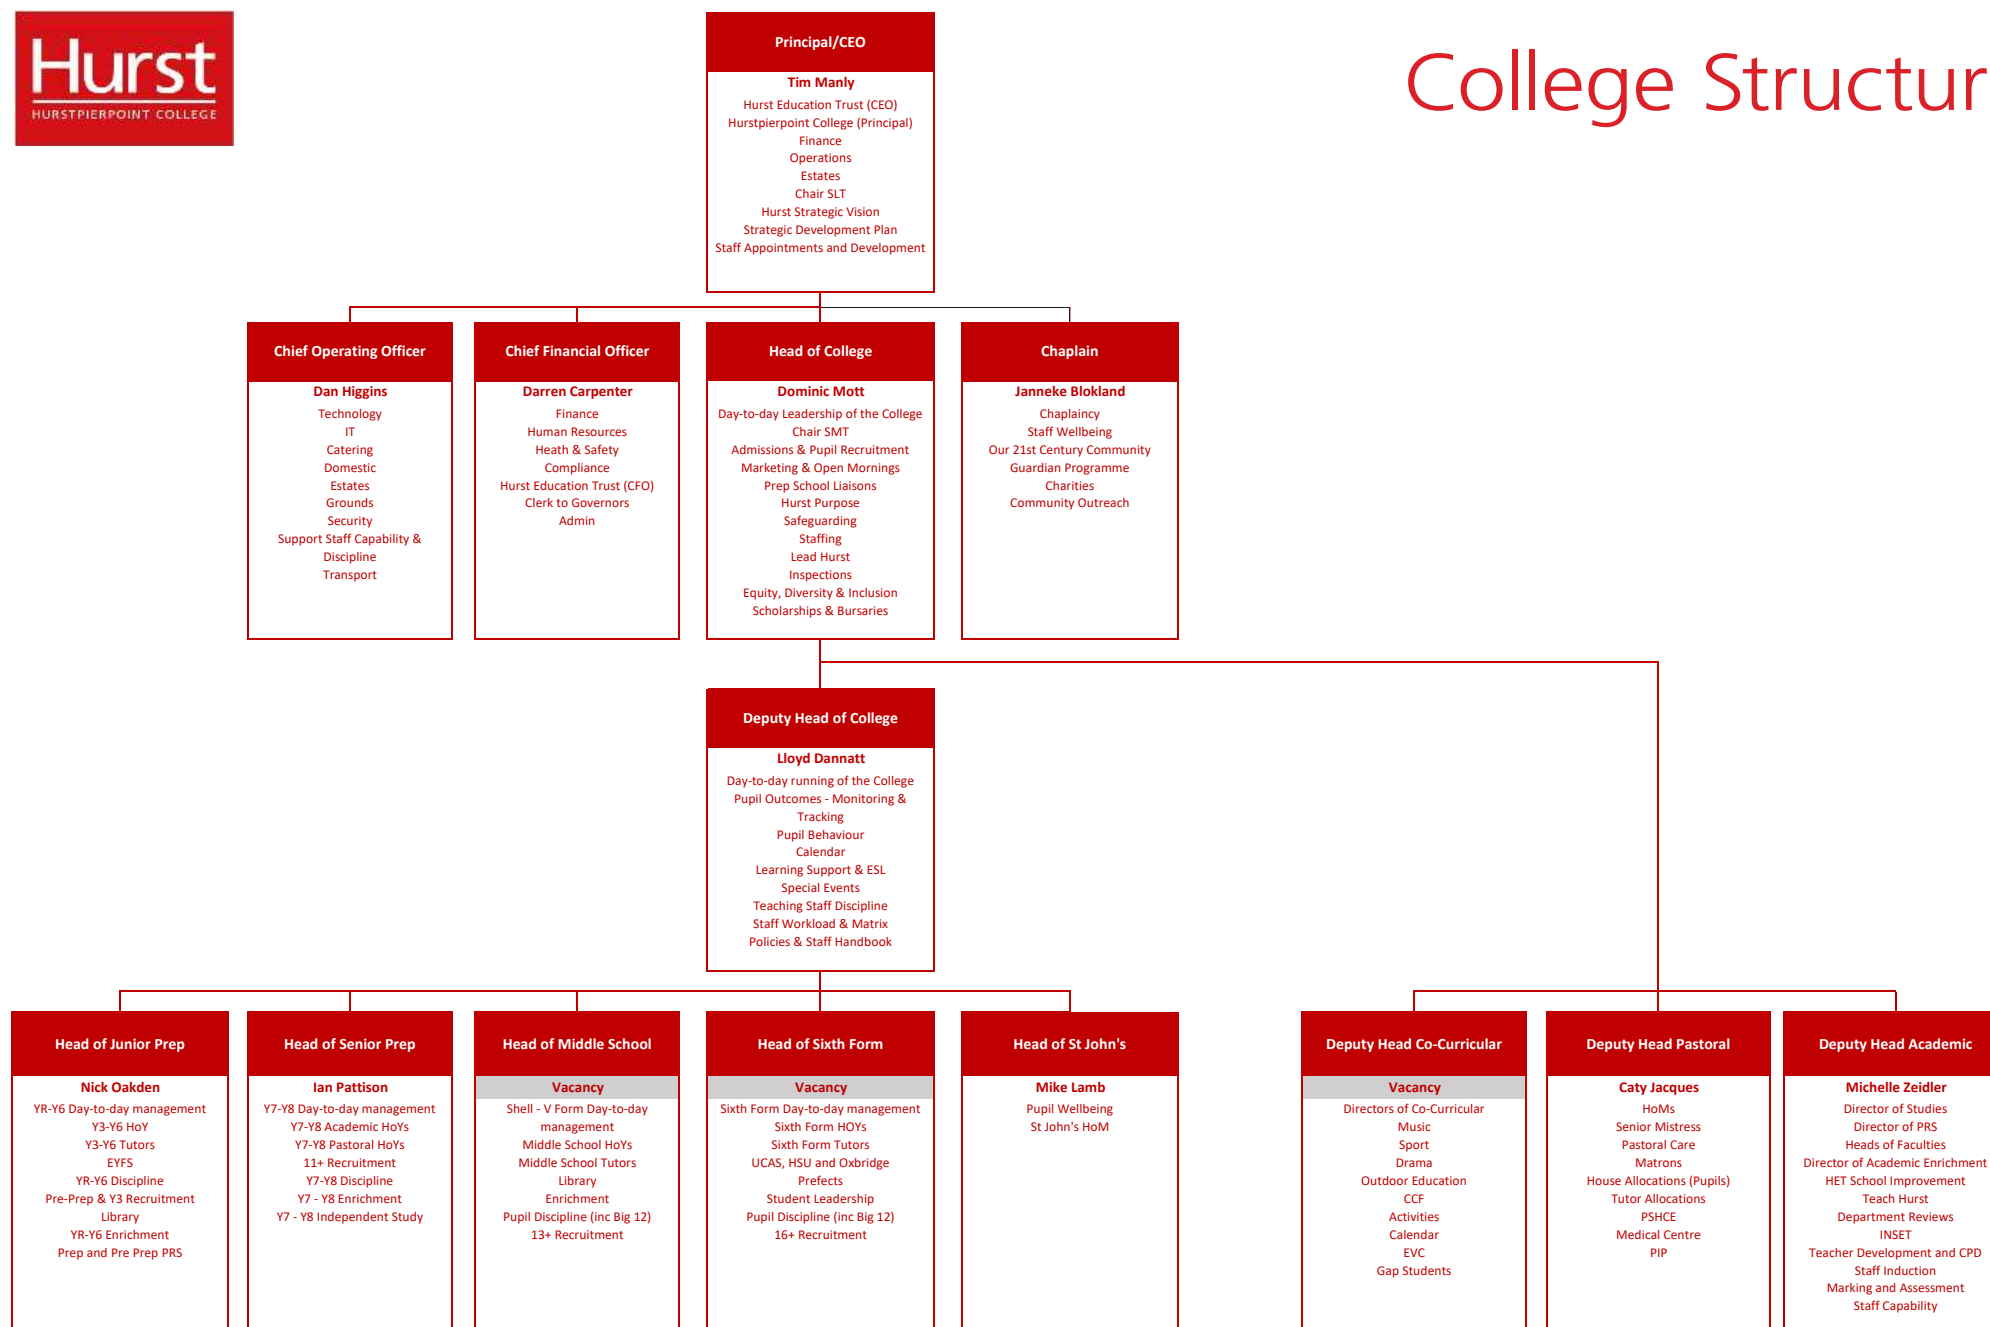 Hurst
HURSTPIERPOINT COLLEGE
College Structur
Principal/CEO
Tim Manly
Hurst Education Trust (CEO)
Hurstpierpoint College (Principal)
Finance
Operations
Estates
Chair SLT
Hurst Strategic Vision
Strategic Development Plan
Staff Appointments and Development
Chief Operating Officer
Dan Higgins
Technology
IT
Catering
Domestic
Estates
Grounds
Security
Support Staff Capability &
Discipline
Transport
Chief Financial Officer
Darren Carpenter
Finance
Human Resources
Heath & Safety
Compliance
Hurst Education Trust (CFO)
Clerk to Governors
Admin
Head of College
Dominic Mott
Day-to-day Leadership of the College
Chair SMT
Admissions & Pupil Recruitment
Marketing & Open Mornings
Prep School Liaisons
Hurst Purpose
Safeguarding
Staffing
Lead Hurst
Inspections
Equity, Diversity & Inclusion
Scholarships & Bursaries
Chaplain
Janneke Blokland
Chaplaincy
Staff Wellbeing
Our 21st Century Community
Guardian Programme
Charities
Community Outreach
Deputy Head of College
Lloyd Dannatt
Day-to-day running of the College
Pupil Outcomes - Monitoring &
Tracking
Pupil Behaviour
Calendar
Learning Support & ESL
Special Events
Teaching Staff Discipline
Staff Workload & Matrix
Policies & Staff Handbook
Head of Junior Prep
Nick Oakden
YR-Y6 Day-to-day management
Y3-Y6 HoY
Y3-Y6 Tutors
EYFS
YR-Y6 Discipline
Pre-Prep & Y3 Recruitment
Library
YR-Y6 Enrichment
Prep and Pre Prep PRS
Head of Senior Prep
Ian Pattison
Y7-Y8 Day-to-day management
Y7-Y8 Academic HoYs
Y7-Y8 Pastoral HoYs
11+ Recruitment
Y7-Y8 Discipline
Y7 - Y8 Enrichment
Y7 - Y8 Independent Study
Head of Middle School
Vacancy
Shell - V Form Day-to-day
management
Middle School HoYs
Middle School Tutors
Library
Enrichment
Pupil Discipline (inc Big 12)
13+ Recruitment
Head of Sixth Form
Vacancy
Sixth Form Day-to-day management
Sixth Form HOYs
Sixth Form Tutors
UCAS, HSU and Oxbridge
Prefects
Student Leadership
Pupil Discipline (inc Big 12)
16+ Recruitment
Head of St John's
Mike Lamb
Pupil Wellbeing
St John's HoM
Deputy Head Co-Curricular
Vacancy
Directors of Co-Curricular
Music
Sport
Drama
Outdoor Education
CCF
Activities
Calendar
EVC
Gap Students
Deputy Head Pastoral
Caty Jacques
HoMs
Senior Mistress
Pastoral Care
Matrons
House Allocations (Pupils)
Tutor Allocations
PSHCE
Medical Centre
PIP
Deputy Head Academic
Michelle Zeidler
Director of Studies
Director of PRS
Heads of Faculties
Director of Academic Enrichment
HET School Improvement
Teach Hurst
Department Reviews
INSET
Teacher Development and CPD
Staff Induction
Marking and Assessment
Staff Capability